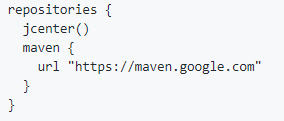 repositories {
  jcenter()
  maven {
    url "https://maven.google.com"
  }
}